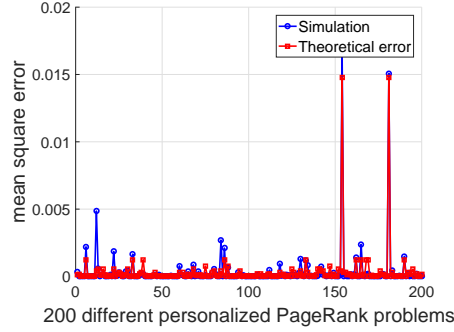 0.02
Simulation
Theoretical error
0.015
0.01
0.005
0
0 50 100 150 200
mean square error
200 different personalized PageRank problems